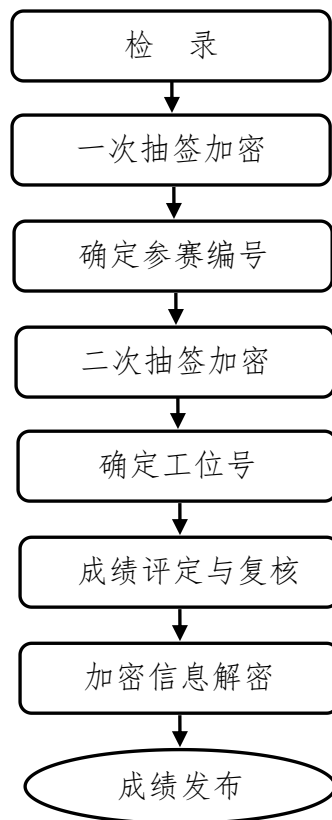 检 录
一次抽签加密
确定参赛编号
二次抽签加密
确定工位号
成绩评定与复核
加密信息解密
成绩发布